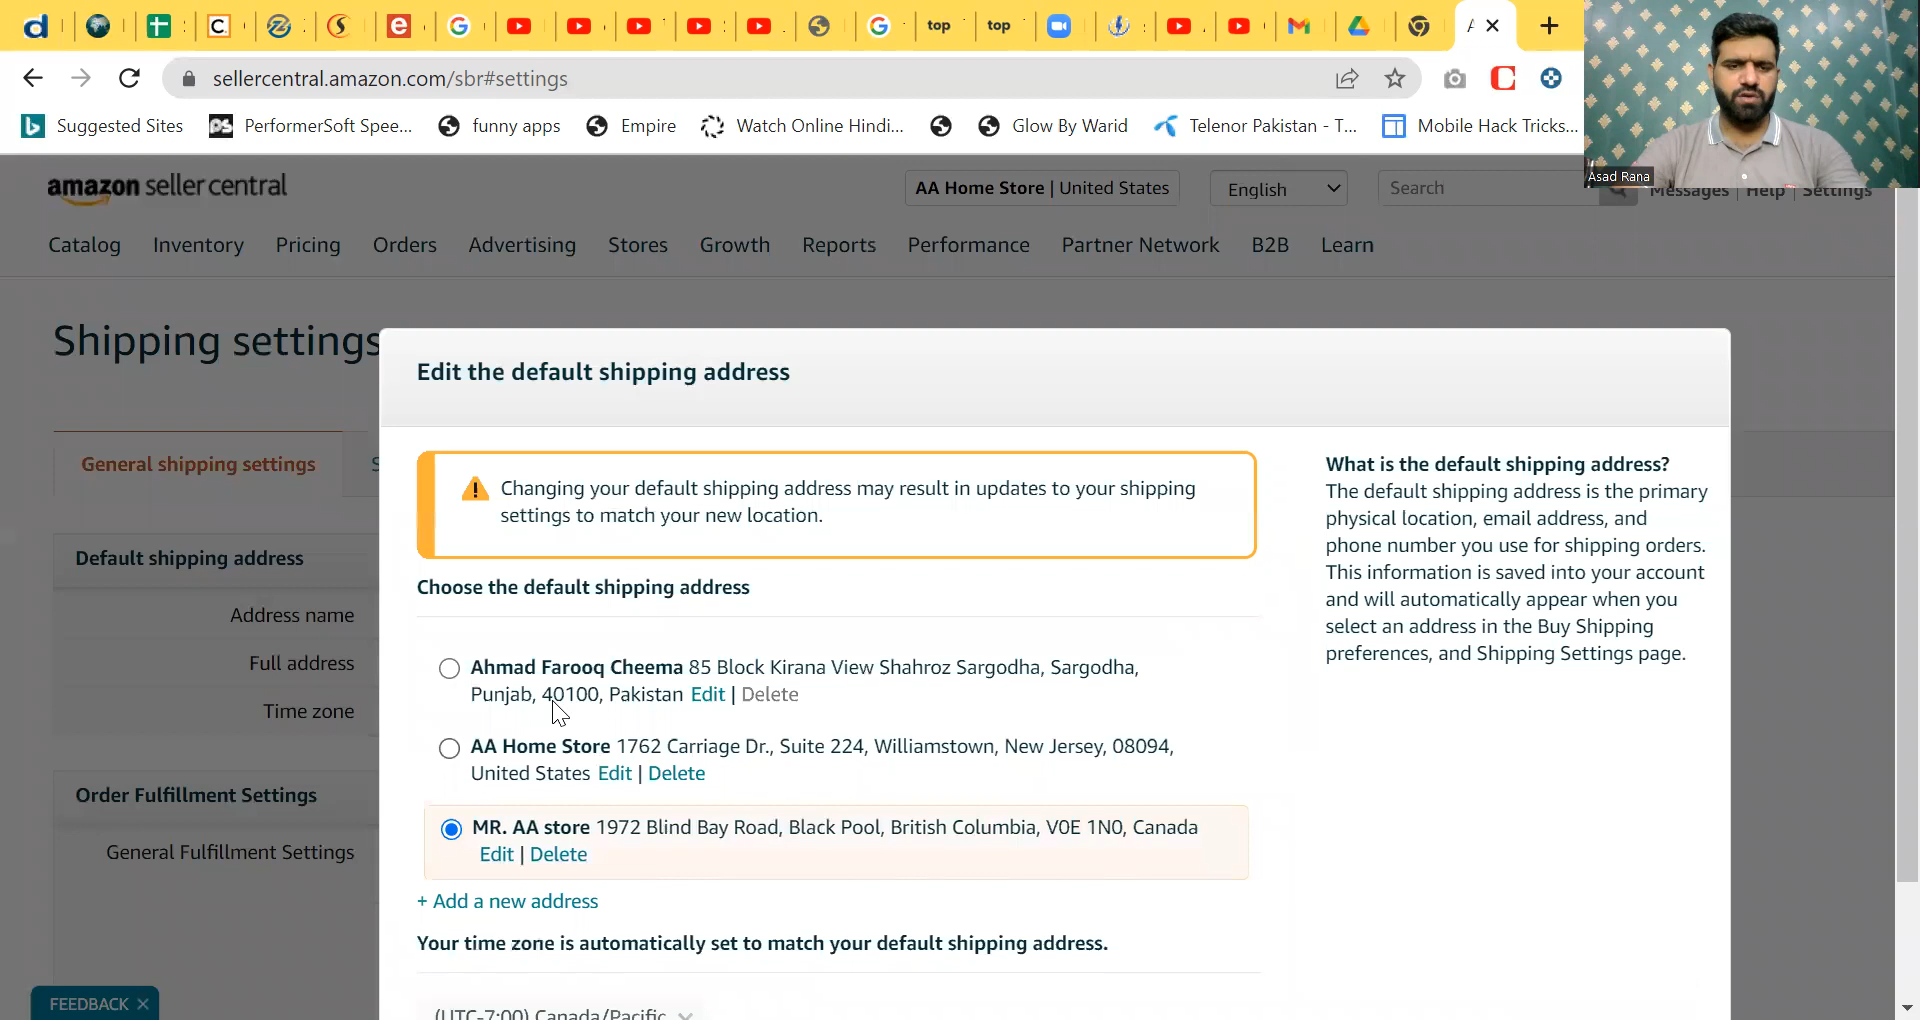 top
top
sellercentral.amazon.com/sbr#settings
Suggested Sites
PerformerSoft Spee...
funny apps
Empire
Watch Online Hindi...
Glow By Warid
Telenor Pakistan - T...
Mobile Hack Tricks...
Asad Rana
amazon seller central
AA Home Store | United States
English
Search
Messages | Help | Settings
Catalog
Inventory
Pricing
Orders
Advertising
Stores
Growth
Reports
Performance
Partner Network
B2B
Learn
Shipping settings
General shipping settings
Default shipping address
Address name
Full address
Time zone
Order Fulfillment Settings
General Fulfillment Settings
FEEDBACK
Edit the default shipping address
Changing your default shipping address may result in updates to your shipping
settings to match your new location.
Choose the default shipping address
Ahmad Farooq Cheema 85 Block Kirana View Shahroz Sargodha, Sargodha,
Punjab, 40100, Pakistan Edit | Delete
AA Home Store 1762 Carriage Dr., Suite 224, Williamstown, New Jersey, 08094,
United States Edit | Delete
MR. AA store 1972 Blind Bay Road, Black Pool, British Columbia, V0E 1N0, Canada
Edit | Delete
+ Add a new address
Your time zone is automatically set to match your default shipping address.
(UTC-7:00) Canada/Pacific
What is the default shipping address?
The default shipping address is the primary
physical location, email address, and
phone number you use for shipping orders.
This information is saved into your account
and will automatically appear when you
select an address in the Buy Shipping
preferences, and Shipping Settings page.